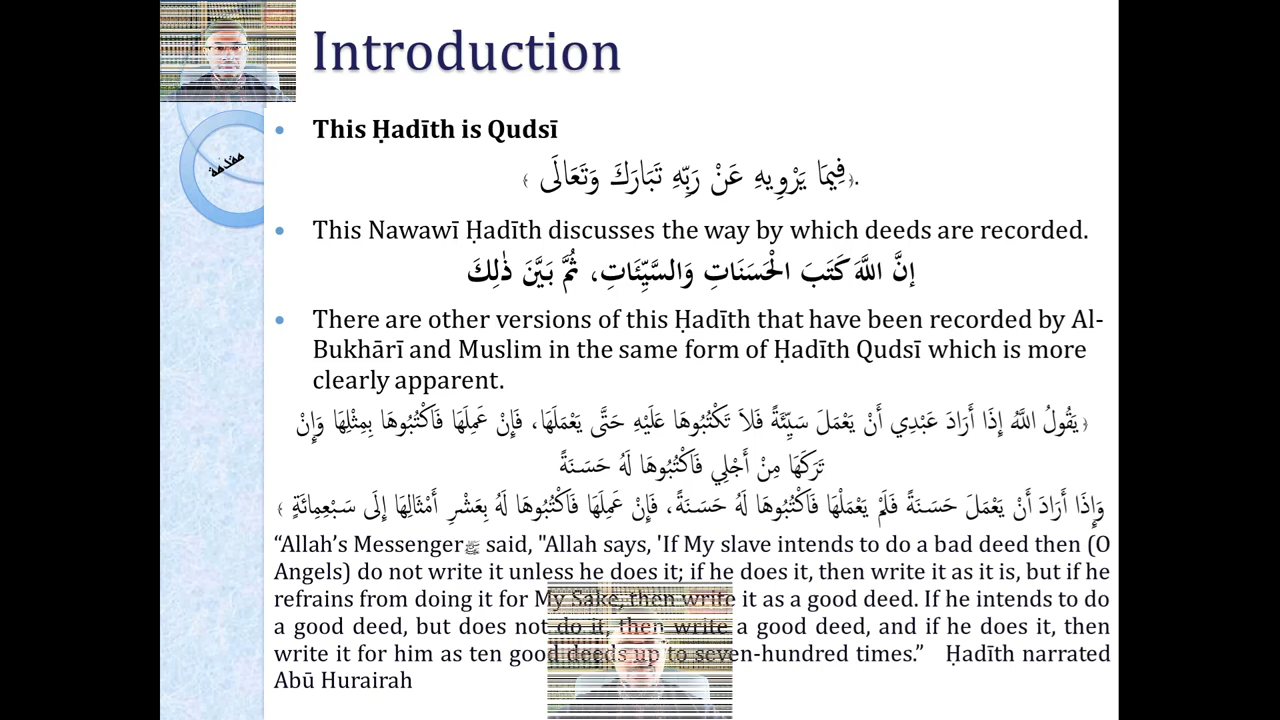 Introduction
This Ḥadīth is Qudsī
مقدمة
﴿فِيمَا يَرْوِيهِ عَنْ رَبِّهِ تَبَارَكَ وَتَعَالَى ﴾.
This Nawawī Ḥadīth discusses the way by which deeds are recorded.
إنَّ اللَّهَ كَتَبَ الْحَسَنَاتِ وَالسَّيِّئَاتِ، ثُمَّ بَيَّنَ ذٰلِكَ
There are other versions of this Ḥadīth that have been recorded by Al-
Bukhārī and Muslim in the same form of Ḥadīth Qudsī which is more
clearly apparent.
﴿يَقُولُ اللَّهُ إِذَا أَرَادَ عَبْدِي أَنْ يَعْمَلَ سَيِّئَةً فَلاَ تَكْتُبُوهَا عَلَيْهِ حَتَّى يَعْمَلَهَا، فَإِنْ عَمِلَهَا فَاكْتُبُوهَا بِمِثْلِهَا وَإِنْ
تَرَكَهَا مِنْ أَجْلِي فَاكْتُبُوهَا لَهُ حَسَنَةً
وَإِذَا أَرَادَ أَنْ يَعْمَلَ حَسَنَةً فَلَمْ يَعْمَلْهَا فَاكْتُبُوهَا لَهُ حَسَنَةً، فَإِنْ عَمِلَهَا فَاكْتُبُوهَا لَهُ بِعَشْرِ أَمْثَالِهَا إِلَى سَبْعِمِائَةٍ ﴾
“Allah’s Messengerﷺ said, "Allah says, 'If My slave intends to do a bad deed then (O
Angels) do not write it unless he does it; if he does it, then write it as it is, but if he
refrains from doing it for My Sake, then write it as a good deed. If he intends to do
a good deed, but does not do it, then write a good deed, and if he does it, then
write it for him as ten good deeds up to seven-hundred times.” Ḥadīth narrated
Abū Hurairah